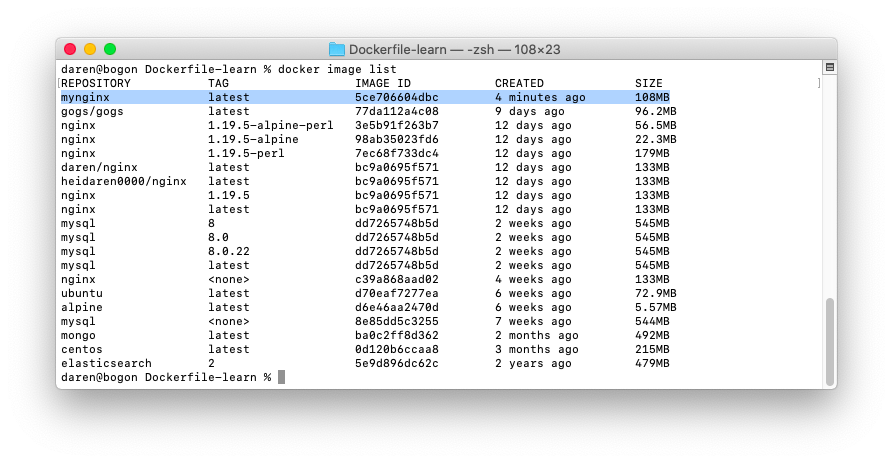 Dockerfile-learn — -zsh — 108×23
daren@bogon Dockerfile-learn % docker image list
[REPOSITORY TAG IMAGE ID CREATED SIZE ]
mynginx latest 5ce706604dbc 4 minutes ago 108MB
gogs/gogs latest 77da112a4c08 9 days ago 96.2MB
nginx 1.19.5-alpine-perl 3e5b91f263b7 12 days ago 56.5MB
nginx 1.19.5-alpine 98ab35023fd6 12 days ago 22.3MB
nginx 1.19.5-perl 7ec68f733dc4 12 days ago 179MB
daren/nginx latest bc9a0695f571 12 days ago 133MB
heidaren0000/nginx latest bc9a0695f571 12 days ago 133MB
nginx 1.19.5 bc9a0695f571 12 days ago 133MB
nginx latest bc9a0695f571 12 days ago 133MB
mysql 8 dd7265748b5d 2 weeks ago 545MB
mysql 8.0 dd7265748b5d 2 weeks ago 545MB
mysql 8.0.22 dd7265748b5d 2 weeks ago 545MB
mysql latest dd7265748b5d 2 weeks ago 545MB
nginx <none> c39a868aad02 4 weeks ago 133MB
ubuntu latest d70eaf7277ea 6 weeks ago 72.9MB
alpine latest d6e46aa2470d 6 weeks ago 5.57MB
mysql <none> 8e85dd5c3255 7 weeks ago 544MB
mongo latest ba0c2ff8d362 2 months ago 492MB
centos latest 0d120b6ccaa8 3 months ago 215MB
elasticsearch 2 5e9d896dc62c 2 years ago 479MB
daren@bogon Dockerfile-learn %